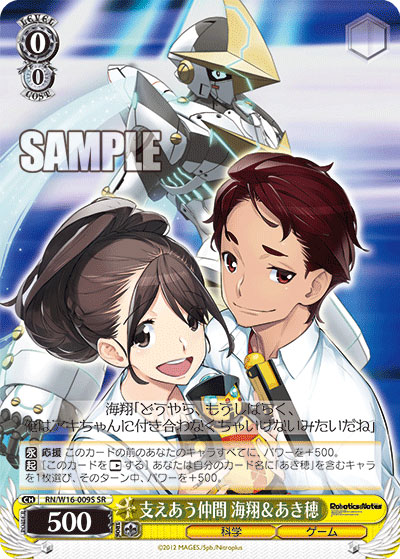 LEVEL
0
0
COST
SAMPLE
海翔「どうやら、もうしばらく、
俺はアキちゃんに付き合わなくちゃいけないみたいだね」
永 応援 このカードの前のあなたのキャラすべてに、パワーを+500。
起 [このカードを する] あなたは自分のカード名に「あき穂」を含むキャラ
を1枚選び、そのターン中、パワーを+500。
CH RN/W16-009S SR
500
支えあう仲間 海翔&あき穂
Robotics;Notes
科学 ゲーム
©2012 MAGES./5pb./Nitroplus